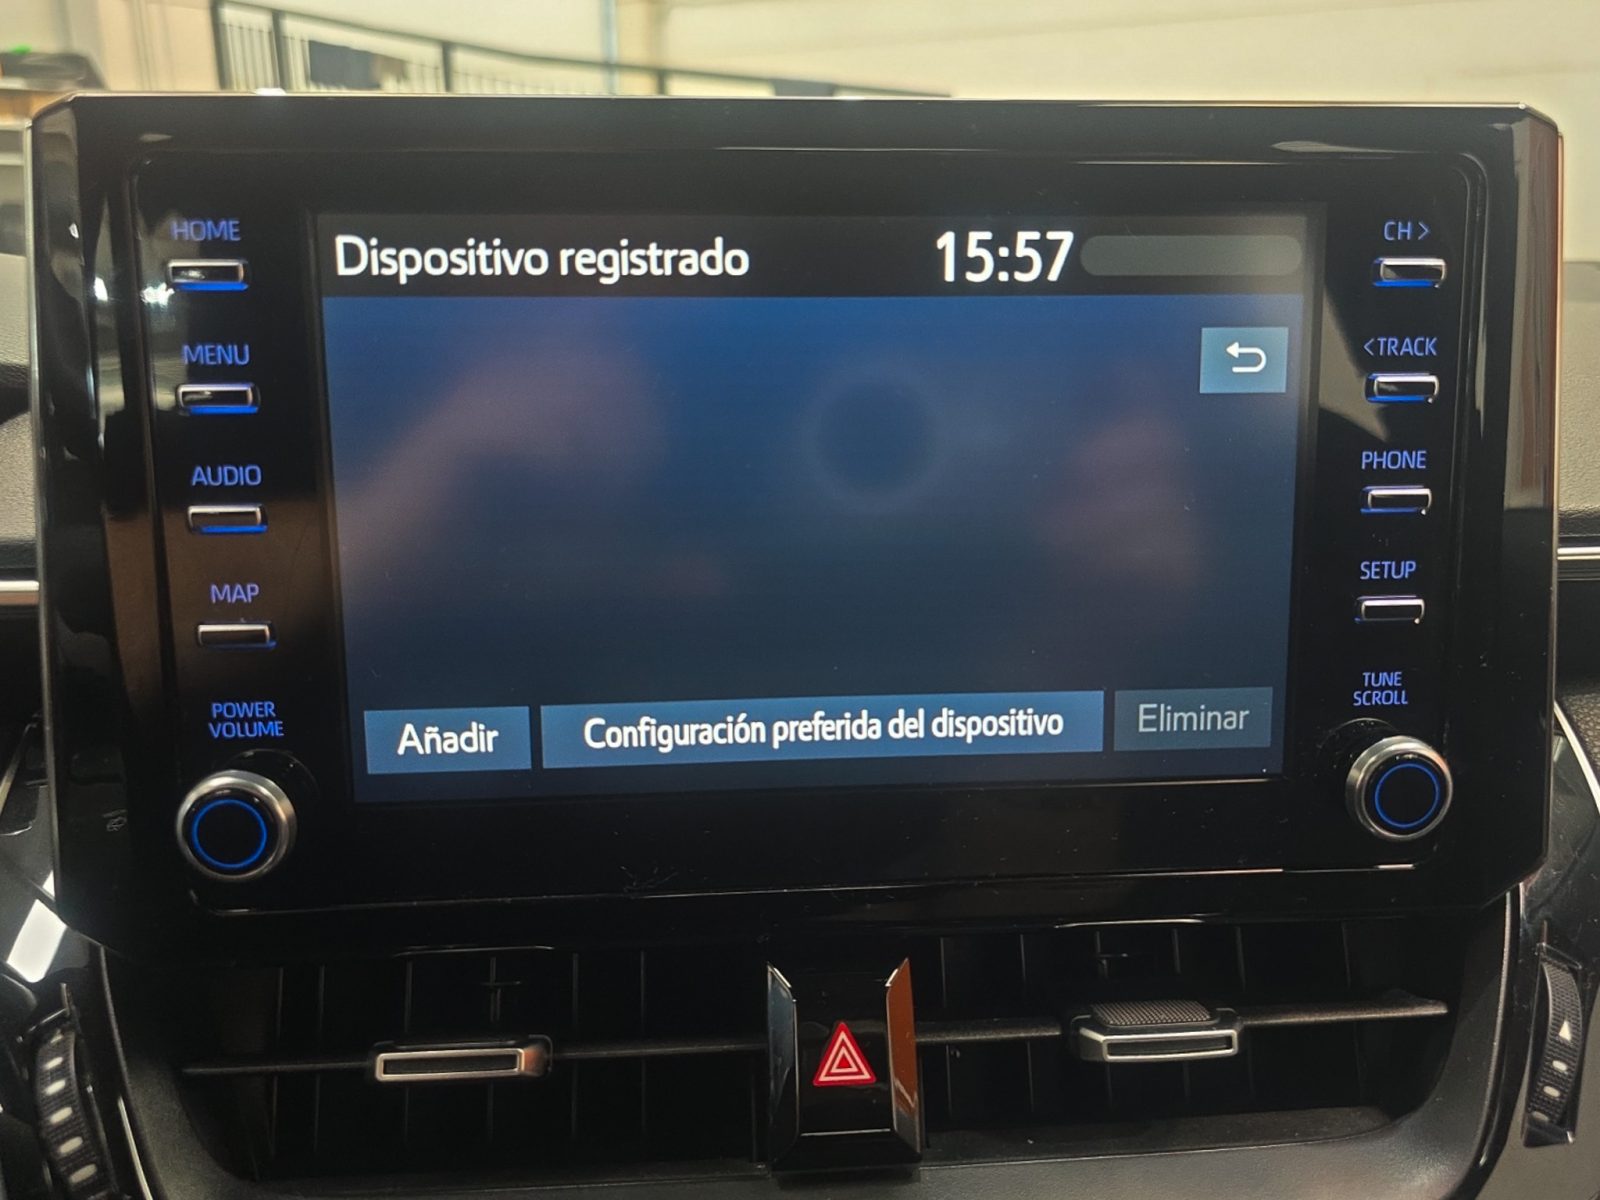 Dispositivo registrado
15:57
HOME
MENU
AUDIO
MAP
POWER
VOLUME
CH >
< TRACK
PHONE
SETUP
TUNE
SCROLL
Añadir
Configuración preferida del dispositivo
Eliminar